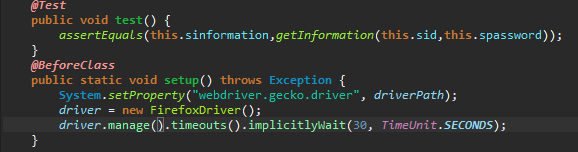 @Test
public void test() {
assertEquals(this.sinformation,getInformation(this.sid,this.spassword));
}
@BeforeClass
public static void setup() throws Exception {
System.setProperty("webdriver.gecko.driver", driverPath);
driver = new FirefoxDriver();
driver.manage().timeouts().implicitlyWait(30, TimeUnit.SECONDS);
}